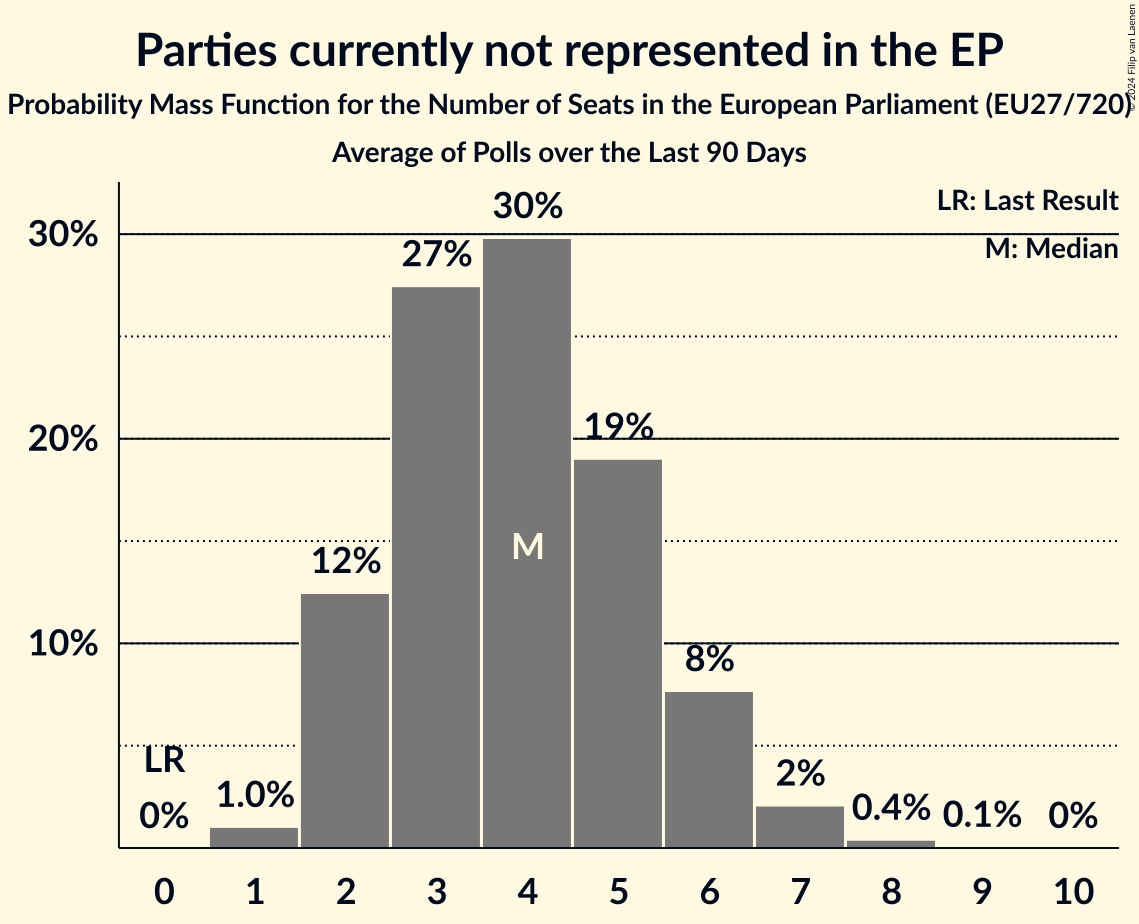 Parties currently not represented in the EP
Probability Mass Function for the Number of Seats in the European Parliament (EU27/720)
Average of Polls over the Last 90 Days
© 2024 Filip van Laenen
LR: Last Result
M: Median
30%
20%
10%
LR
0%
1.0%
12%
27%
30%
M
19%
8%
2%
0.4%
0.1%
0%
0 1 2 3 4 5 6 7 8 9 10